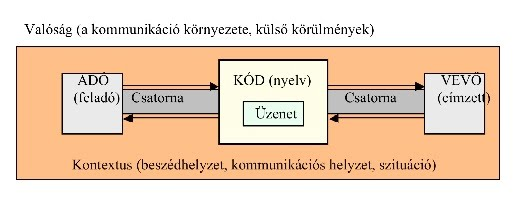 Valóság (a kommunikáció környezete, külső körülmények)
ADÓ
(feladó)
Csatorna
KÓD (nyelv)
Üzenet
Csatorna
VEVŐ
(címzett)
Kontextus (beszédhelyzet, kommunikációs helyzet, szituáció)